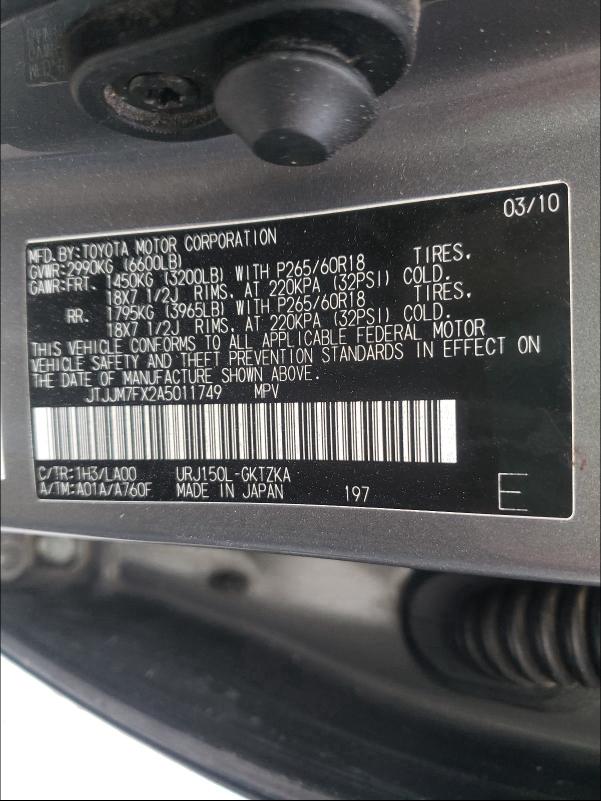 03/10
MFD.BY:TOYOTA MOTOR CORPORATION
GVWR:2990KG (6600LB)
GAWR:FRT. 1450KG (3200LB) WITH P265/60R18 TIRES,
18X7 1/2J RIMS, AT 220KPA (32PSI) COLD.
RR. 1795KG (3965LB) WITH P265/60R18 TIRES,
18X7 1/2J RIMS, AT 220KPA (32PSI) COLD.
THIS VEHICLE CONFORMS TO ALL APPLICABLE FEDERAL MOTOR
VEHICLE SAFETY AND THEFT PREVENTION STANDARDS IN EFFECT ON
THE DATE OF MANUFACTURE SHOWN ABOVE.
JTJJM7FX2A5011749 MPV
C/TR:1H3/LA00 URJ150L-GKTZKA
A/TM:A01A/A760F MADE IN JAPAN 197 E